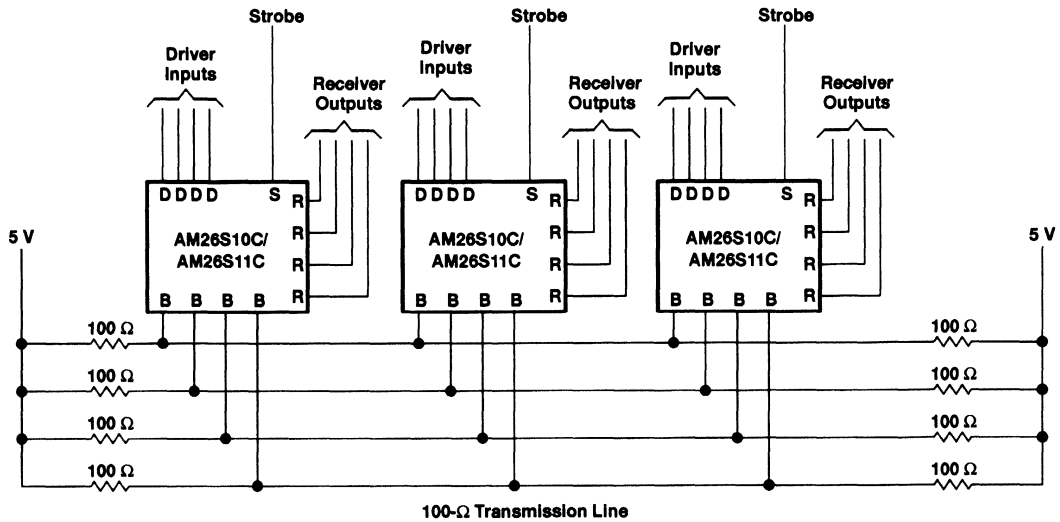 Strobe
Strobe
Strobe
Driver
Inputs
Driver
Inputs
Driver
Inputs
Receiver
Outputs
Receiver
Outputs
Receiver
Outputs
D D D D S
D D D D S
D D D D S
R
R
R
R
R
R
R
R
R
R
R
R
AM26S10C/
AM26S11C
AM26S10C/
AM26S11C
AM26S10C/
AM26S11C
B B B B
B B B B
B B B B
5 V
5 V
100 Ω
100 Ω
100 Ω
100 Ω
100 Ω
100 Ω
100 Ω
100 Ω
100-Ω Transmission Line